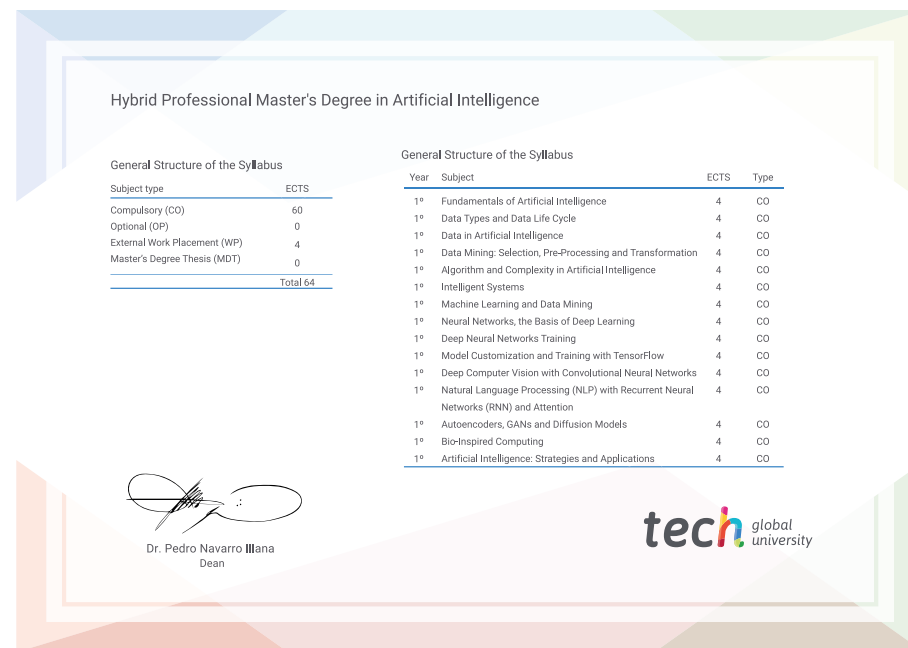 Hybrid Professional Master's Degree in Artificial Intelligence
General Structure of the Syllabus
Subject type ECTS
Compulsory (CO) 60
Optional (OP) 0
External Work Placement (WP) 4
Master's Degree Thesis (MDT) 0
Total 64
General Structure of the Syllabus
Year Subject ECTS Type
1º Fundamentals of Artificial Intelligence 4 CO
1º Data Types and Data Life Cycle 4 CO
1º Data in Artificial Intelligence 4 CO
1º Data Mining: Selection, Pre-Processing and Transformation 4 CO
1º Algorithm and Complexity in Artificial Intelligence 4 CO
1º Intelligent Systems 4 CO
1º Machine Learning and Data Mining 4 CO
1º Neural Networks, the Basis of Deep Learning 4 CO
1º Deep Neural Networks Training 4 CO
1º Model Customization and Training with TensorFlow 4 CO
1º Deep Computer Vision with Convolutional Neural Networks 4 CO
1º Natural Language Processing (NLP) with Recurrent Neural 4 CO
Networks (RNN) and Attention
1º Autoencoders, GANs and Diffusion Models 4 CO
1º Bio-Inspired Computing 4 CO
1º Artificial Intelligence: Strategies and Applications 4 CO
Dr. Pedro Navarro Illana
Dean
tech global
university